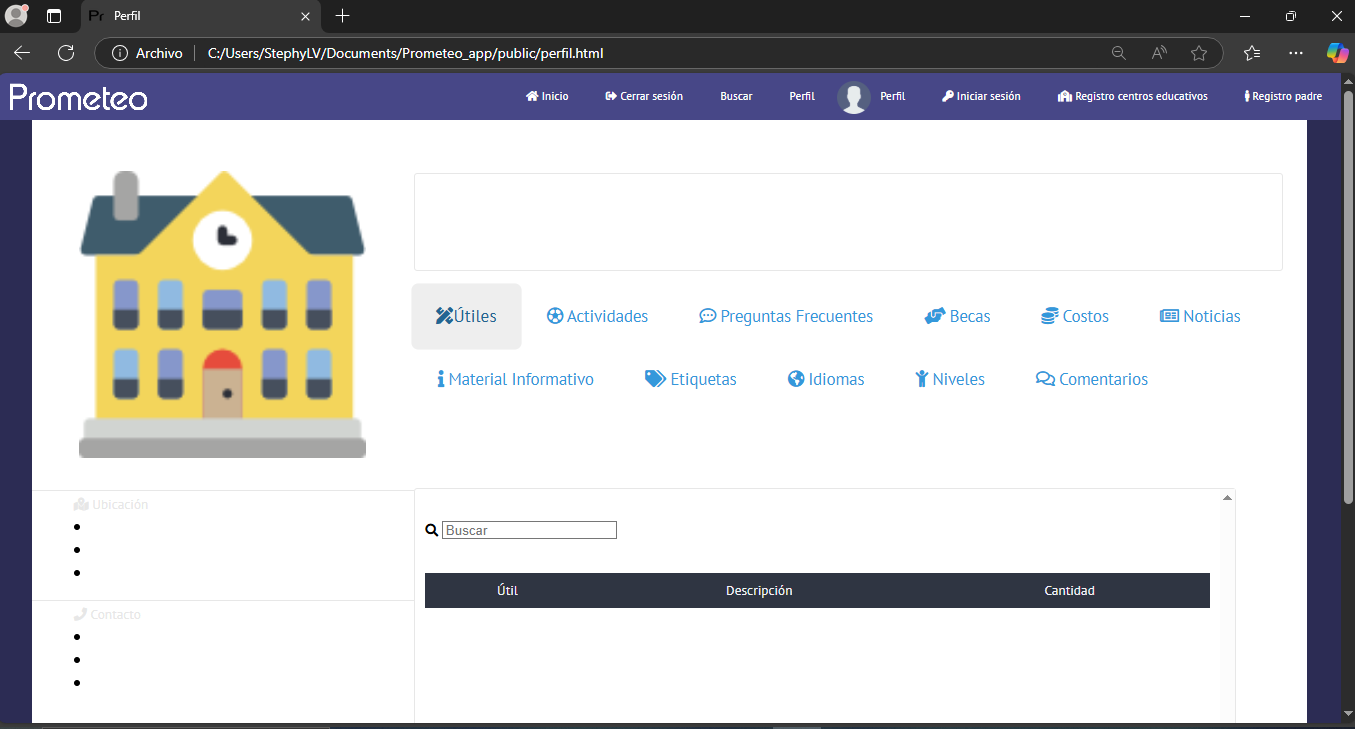 Pr Perfil
Archivo C:/Users/StephyLV/Documents/Prometeo_app/public/perfil.html
Prometeo Inicio Cerrar sesión Buscar Perfil Perfil Iniciar sesión Registro centros educativos Registro padre
Útiles Actividades Preguntas Frecuentes Becas Costos Noticias
Material Informativo Etiquetas Idiomas Niveles Comentarios
Ubicación
Buscar
Útil Descripción Cantidad
Contacto